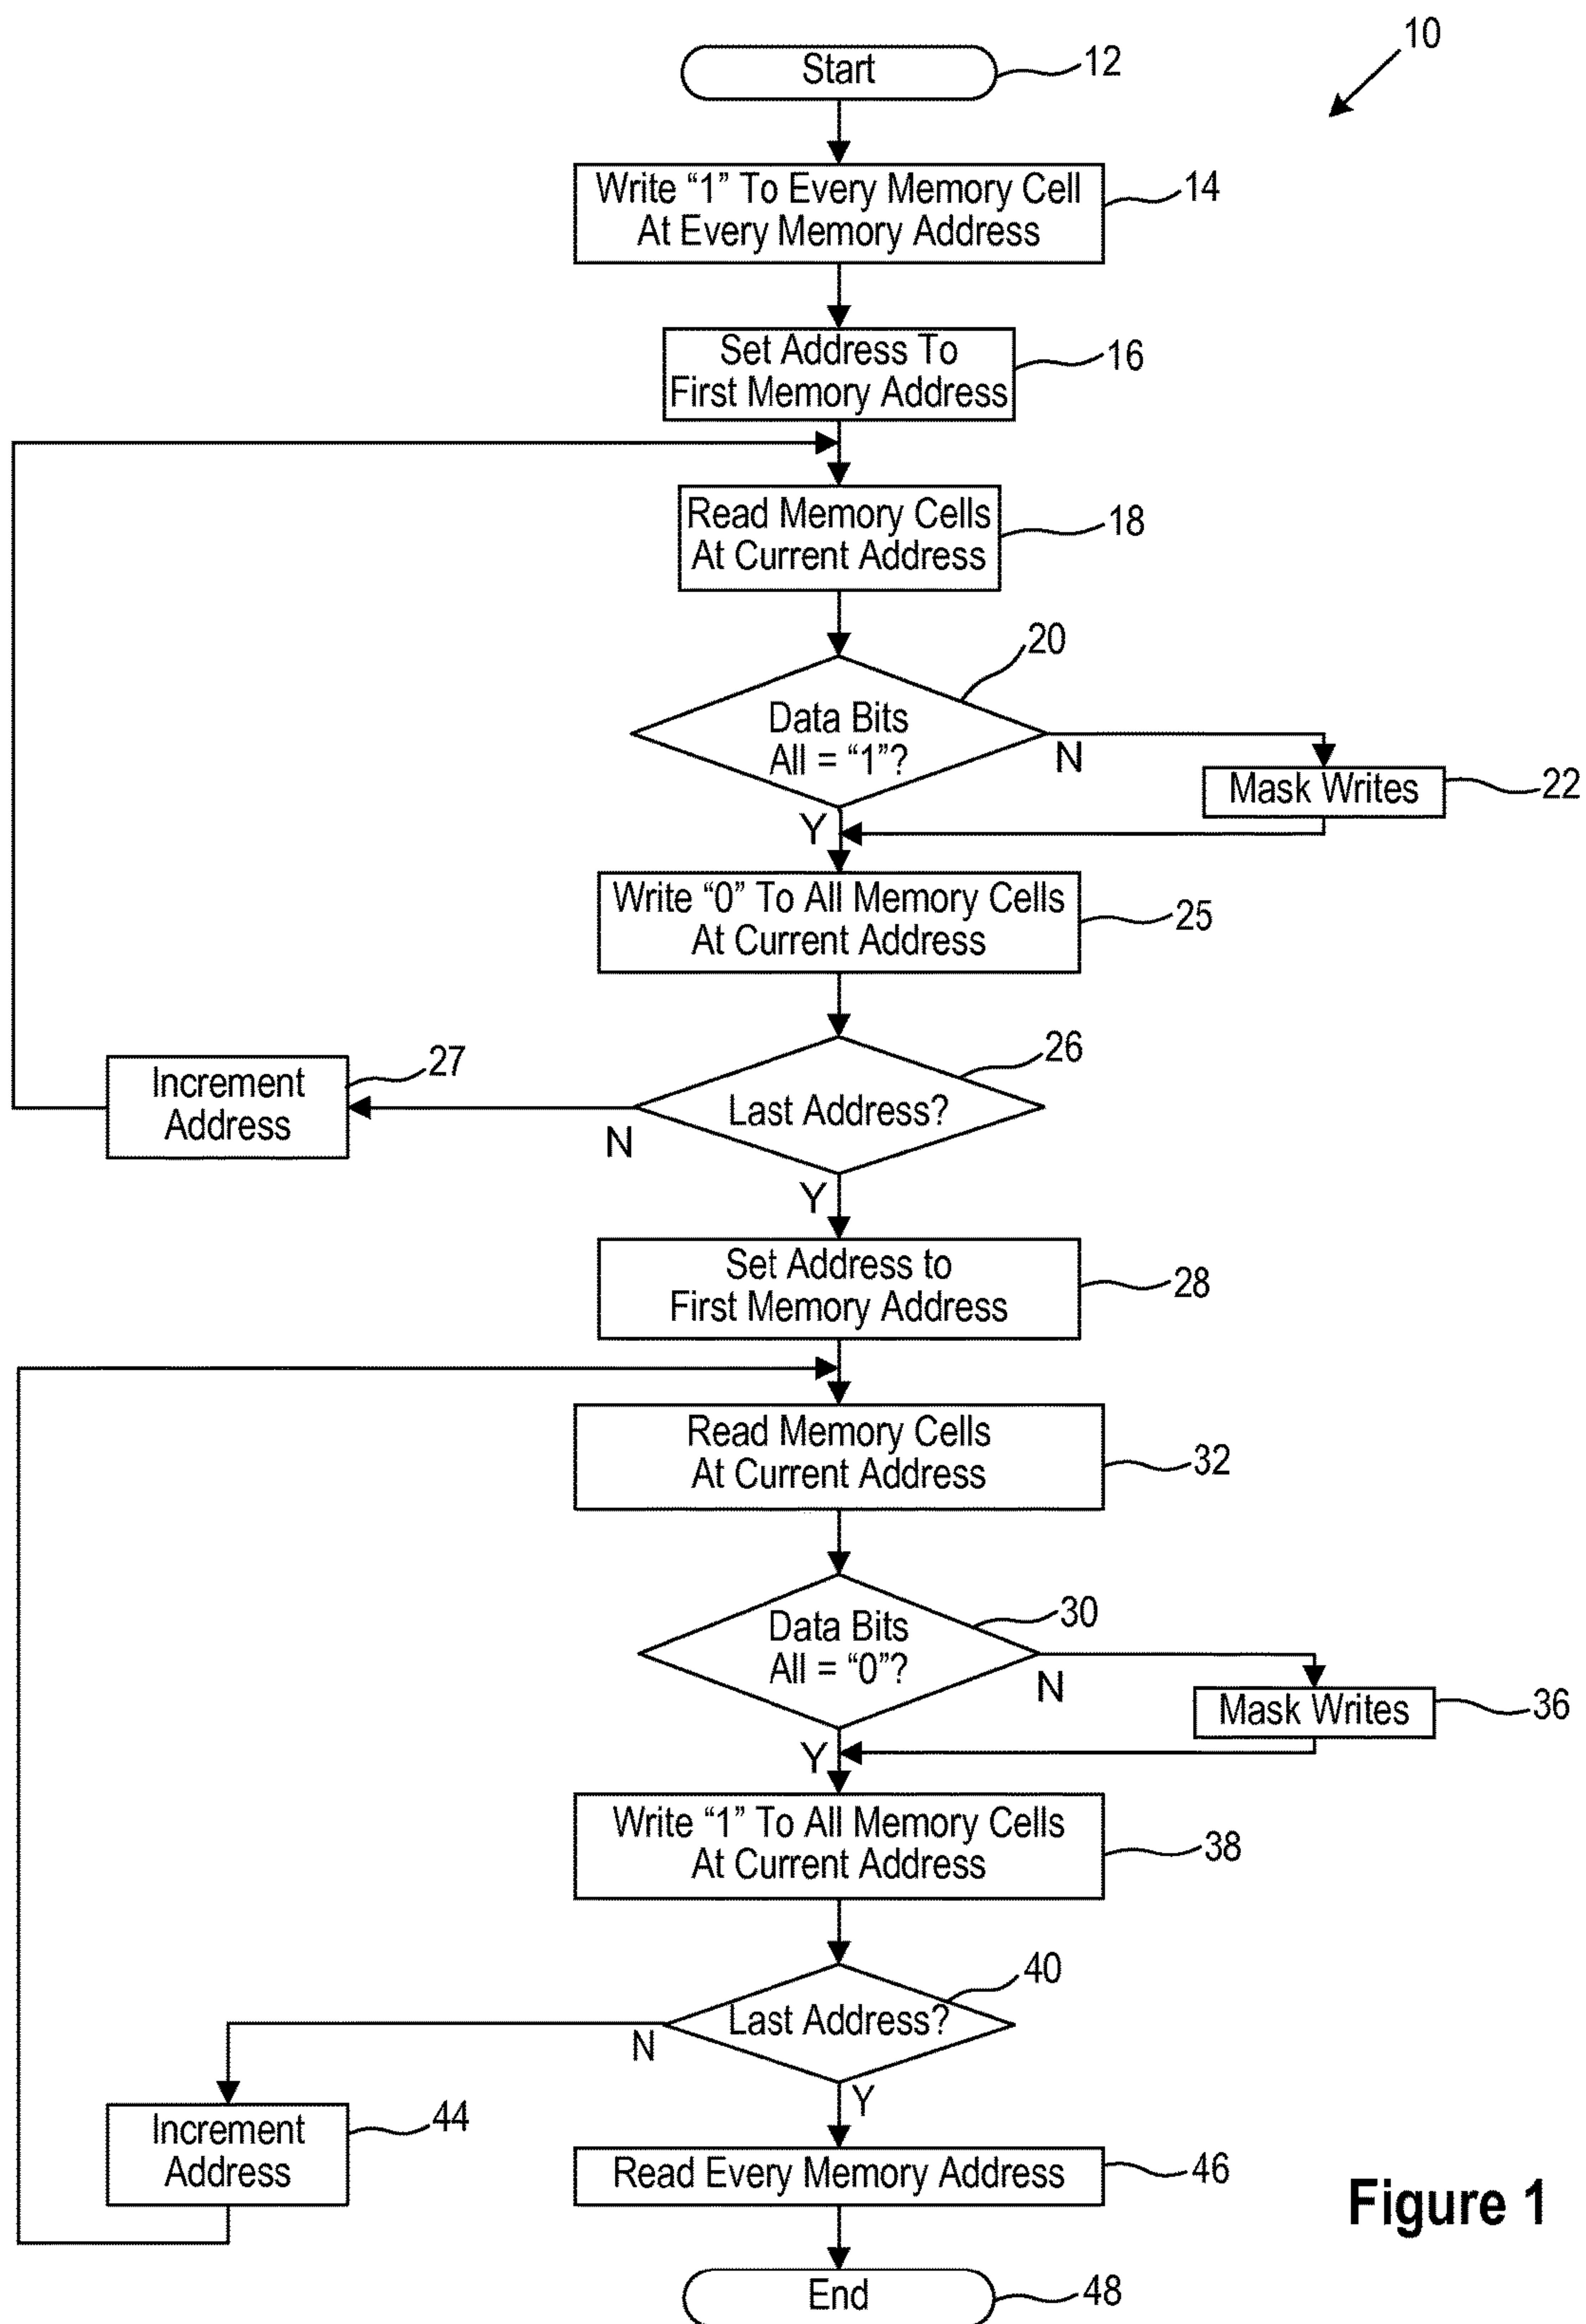 10
Start
12
Write “1” To Every Memory Cell
At Every Memory Address
14
Set Address To
First Memory Address
16
Read Memory Cells
At Current Address
18
20
Data Bits
All = “1”?
N
Mask Writes
22
Y
Write “0” To All Memory Cells
At Current Address
25
26
Last Address?
N
Increment
Address
27
Y
Set Address to
First Memory Address
28
Read Memory Cells
At Current Address
32
30
Data Bits
All = “0”?
N
Mask Writes
36
Y
Write “1” To All Memory Cells
At Current Address
38
40
Last Address?
N
Increment
Address
44
Y
Read Every Memory Address
46
End
48
Figure 1